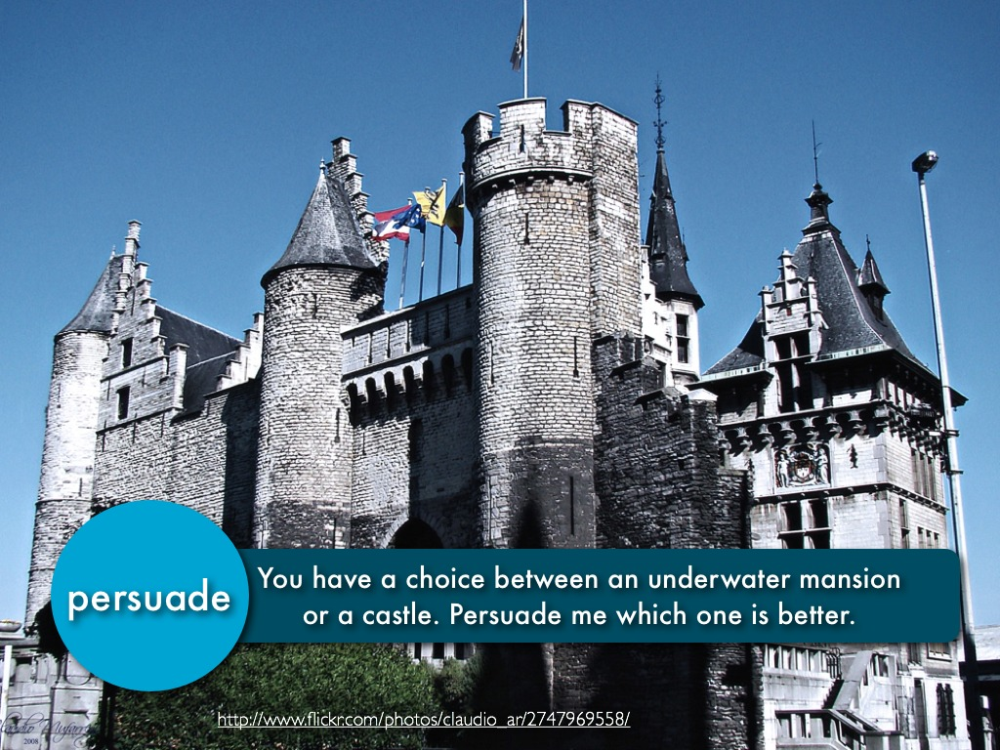 persuade
You have a choice between an underwater mansion
or a castle. Persuade me which one is better.
http://www.flickr.com/photos/claudio_ar/2747969558/
2008